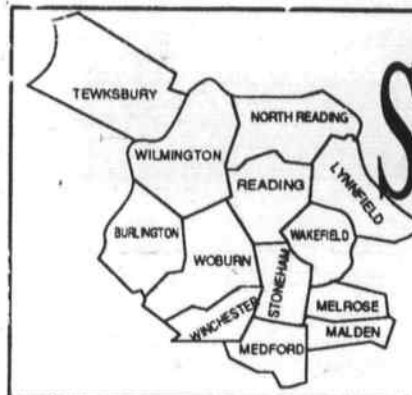 TEWKSBURY
NORTH READING
WILMINGTON
LYNNFIELD
READING
BURLINGTON
WAKEFIELD
WOBURN
STONEHAM
MELROSE
WINCHESTER
MALDEN
MEDFORD
S